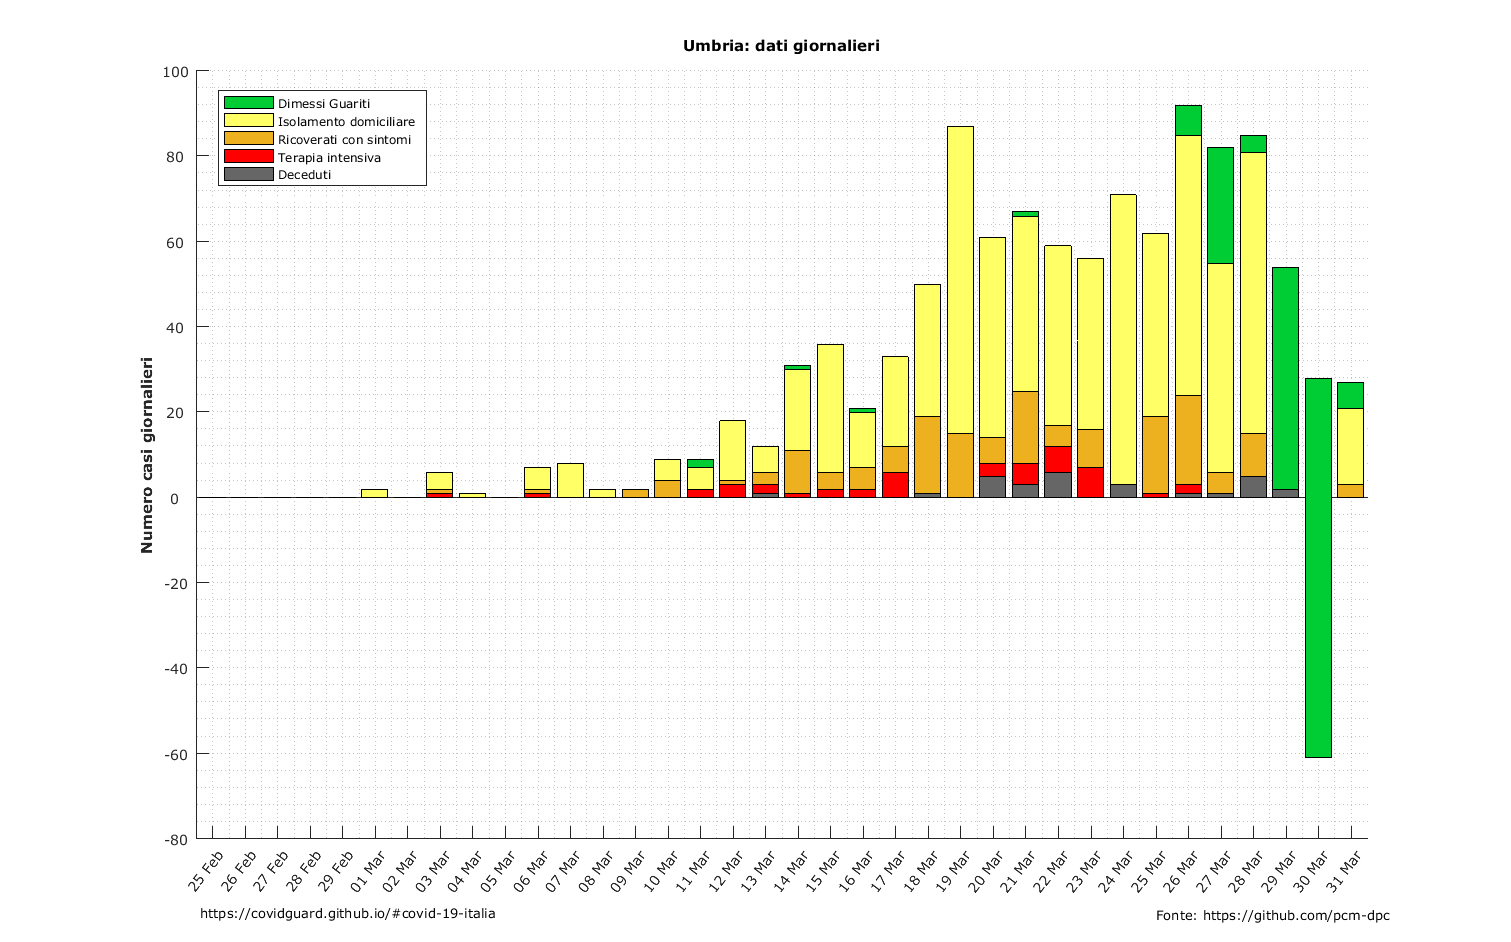 Umbria: dati giornalieri
100
80
60
40
20
0
-20
-40
-60
-80
Numero casi giornalieri
Dimessi Guariti
Isolamento domiciliare
Ricoverati con sintomi
Terapia intensiva
Deceduti
25 Feb
26 Feb
27 Feb
28 Feb
29 Feb
01 Mar
02 Mar
03 Mar
04 Mar
05 Mar
06 Mar
07 Mar
08 Mar
09 Mar
10 Mar
11 Mar
12 Mar
13 Mar
14 Mar
15 Mar
16 Mar
17 Mar
18 Mar
19 Mar
20 Mar
21 Mar
22 Mar
23 Mar
24 Mar
25 Mar
26 Mar
27 Mar
28 Mar
29 Mar
30 Mar
31 Mar
https://covidguard.github.io/#covid-19-italia
Fonte: https://github.com/pcm-dpc